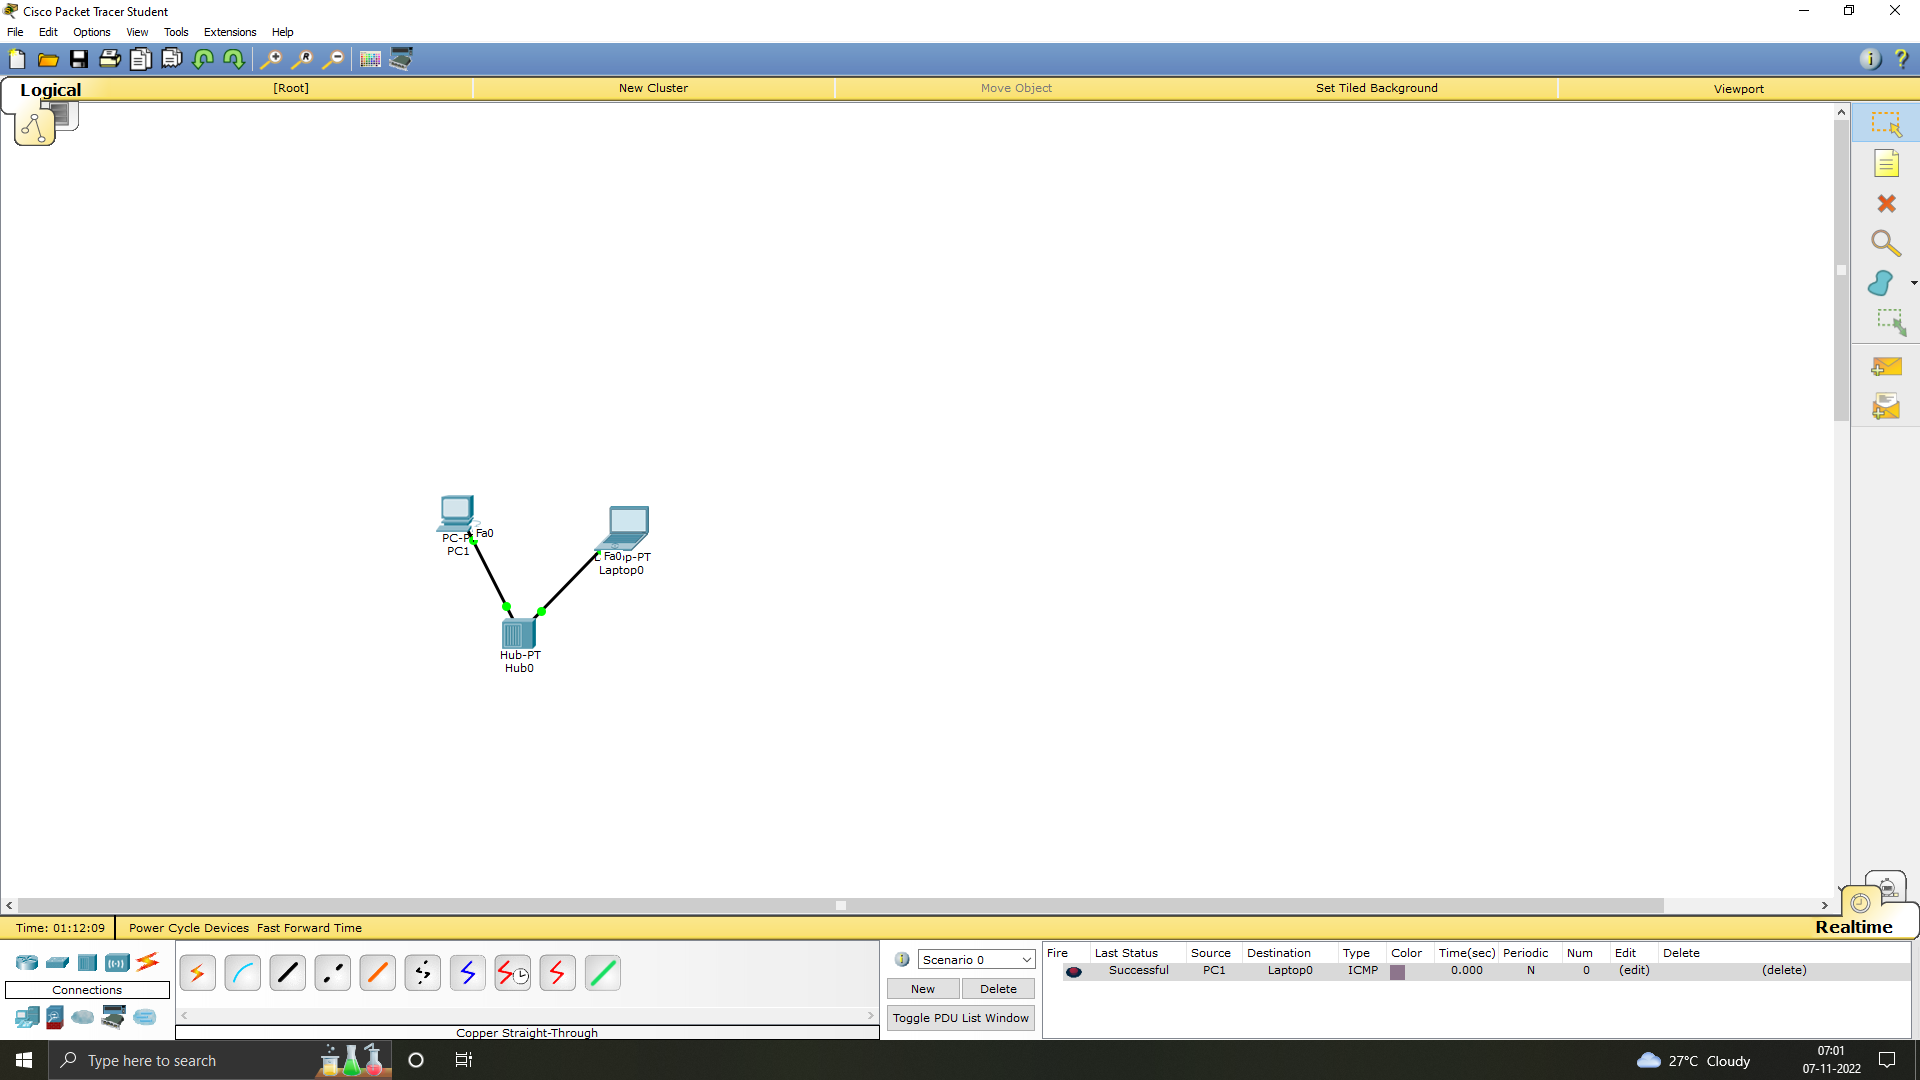 Cisco Packet Tracer Student
File Edit Options View Tools Extensions Help
Logical [Root] New Cluster Move Object Set Tiled Background Viewport
Fa0
PC1
Fa0
p-PT
Laptop0
Hub-PT
Hub0
Time: 01:12:09 Power Cycle Devices Fast Forward Time
Realtime
Scenario 0
Fire Last Status Source Destination Type Color Time(sec) Periodic Num Edit Delete
Successful PC1 Laptop0 ICMP 0.000 N 0 (edit) (delete)
Connections
New Delete
Toggle PDU List Window
Copper Straight-Through
Type here to search
27°C Cloudy
07:01
07-11-2022